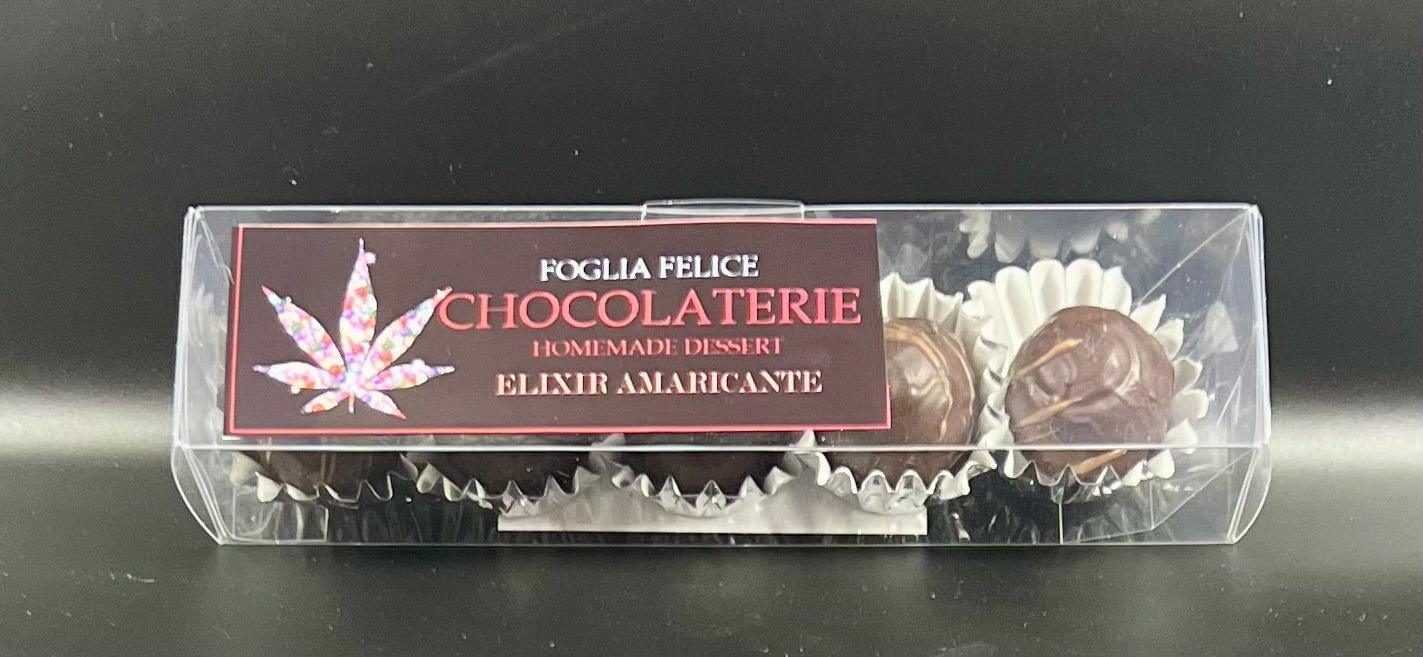 FOGLIA FELICE
CHOCOLATERIE
HOMEMADE DESSERT
ELIXIR AMARICANTE